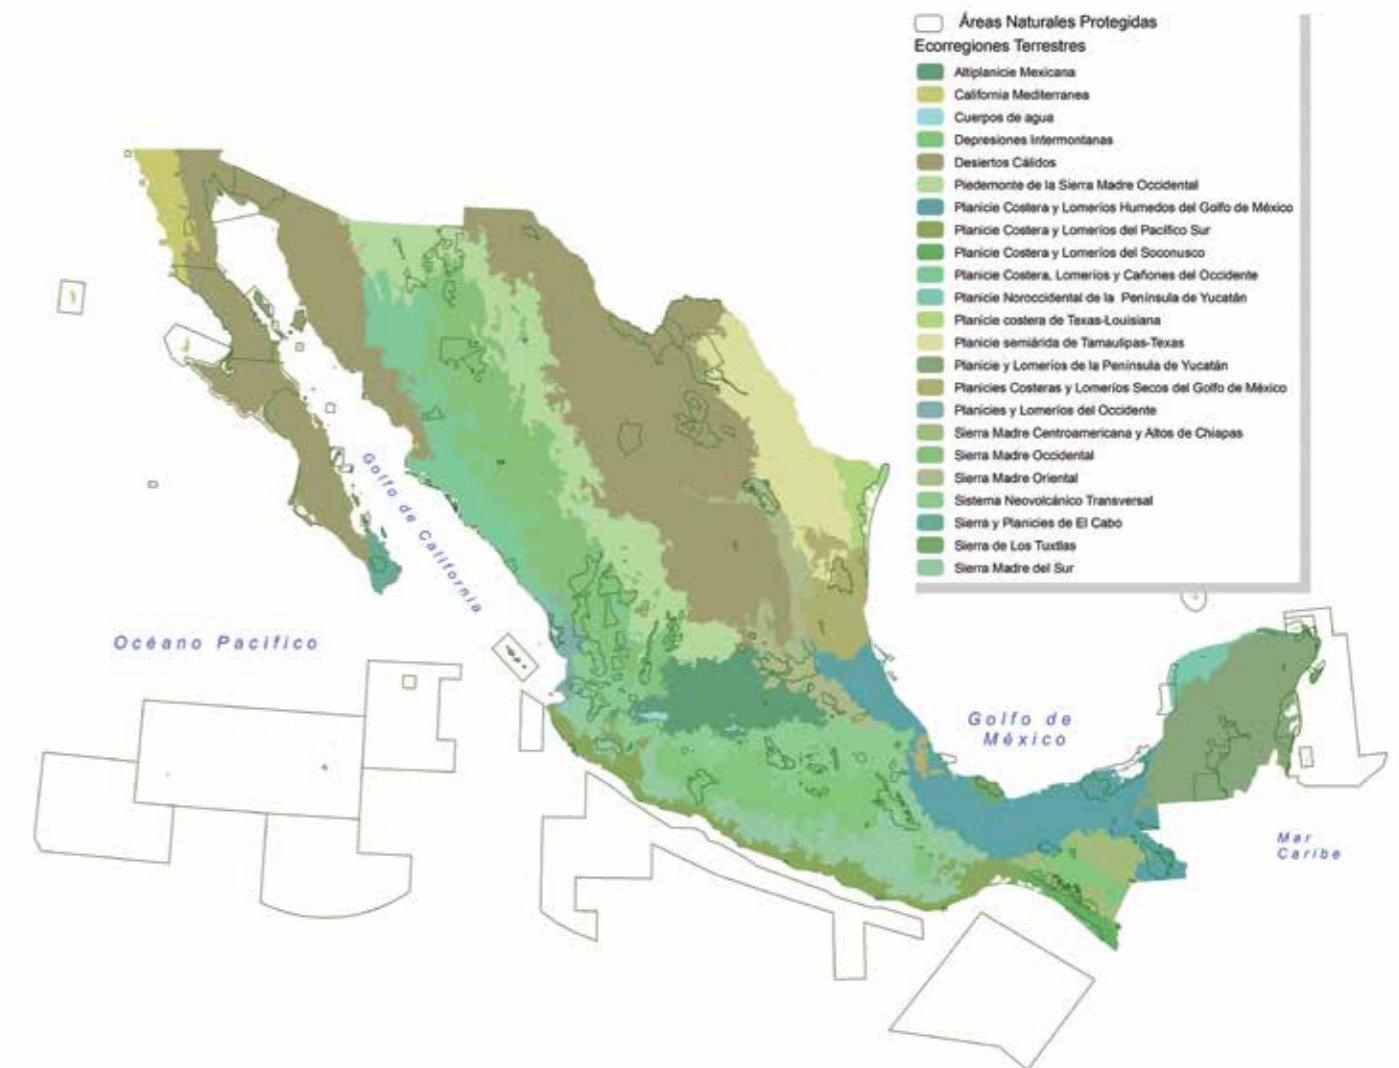 Áreas Naturales Protegidas
Ecorregiones Terrestres
Altiplanicie Mexicana
California Mediterranea
Cuerpos de agua
Depresiones Intermontanas
Desiertos Cálidos
Piedemonte de la Sierra Madre Occidental
Planicie Costera y Lomeríos Humedos del Golfo de México
Planicie Costera y Lomeríos del Pacífico Sur
Planicie Costera y Lomeríos del Soconusco
Planicie Costera, Lomeríos y Cañones del Occidente
Planicie Noroccidental de la Península de Yucatán
Planicie costera de Texas-Louisiana
Planicie semiárida de Tamaulipas-Texas
Planicie y Lomeríos de la Península de Yucatán
Planicies Costeras y Lomeríos Secos del Golfo de México
Planicies y Lomeríos del Occidente
Sierra Madre Centroamericana y Altos de Chiapas
Sierra Madre Occidental
Sierra Madre Oriental
Sistema Neovolcánico Transversal
Sierra y Planicies de El Cabo
Sierra de Los Tuxtlas
Sierra Madre del Sur
Golfo de California
Océano Pacífico
Golfo de
México
Mar
Caribe